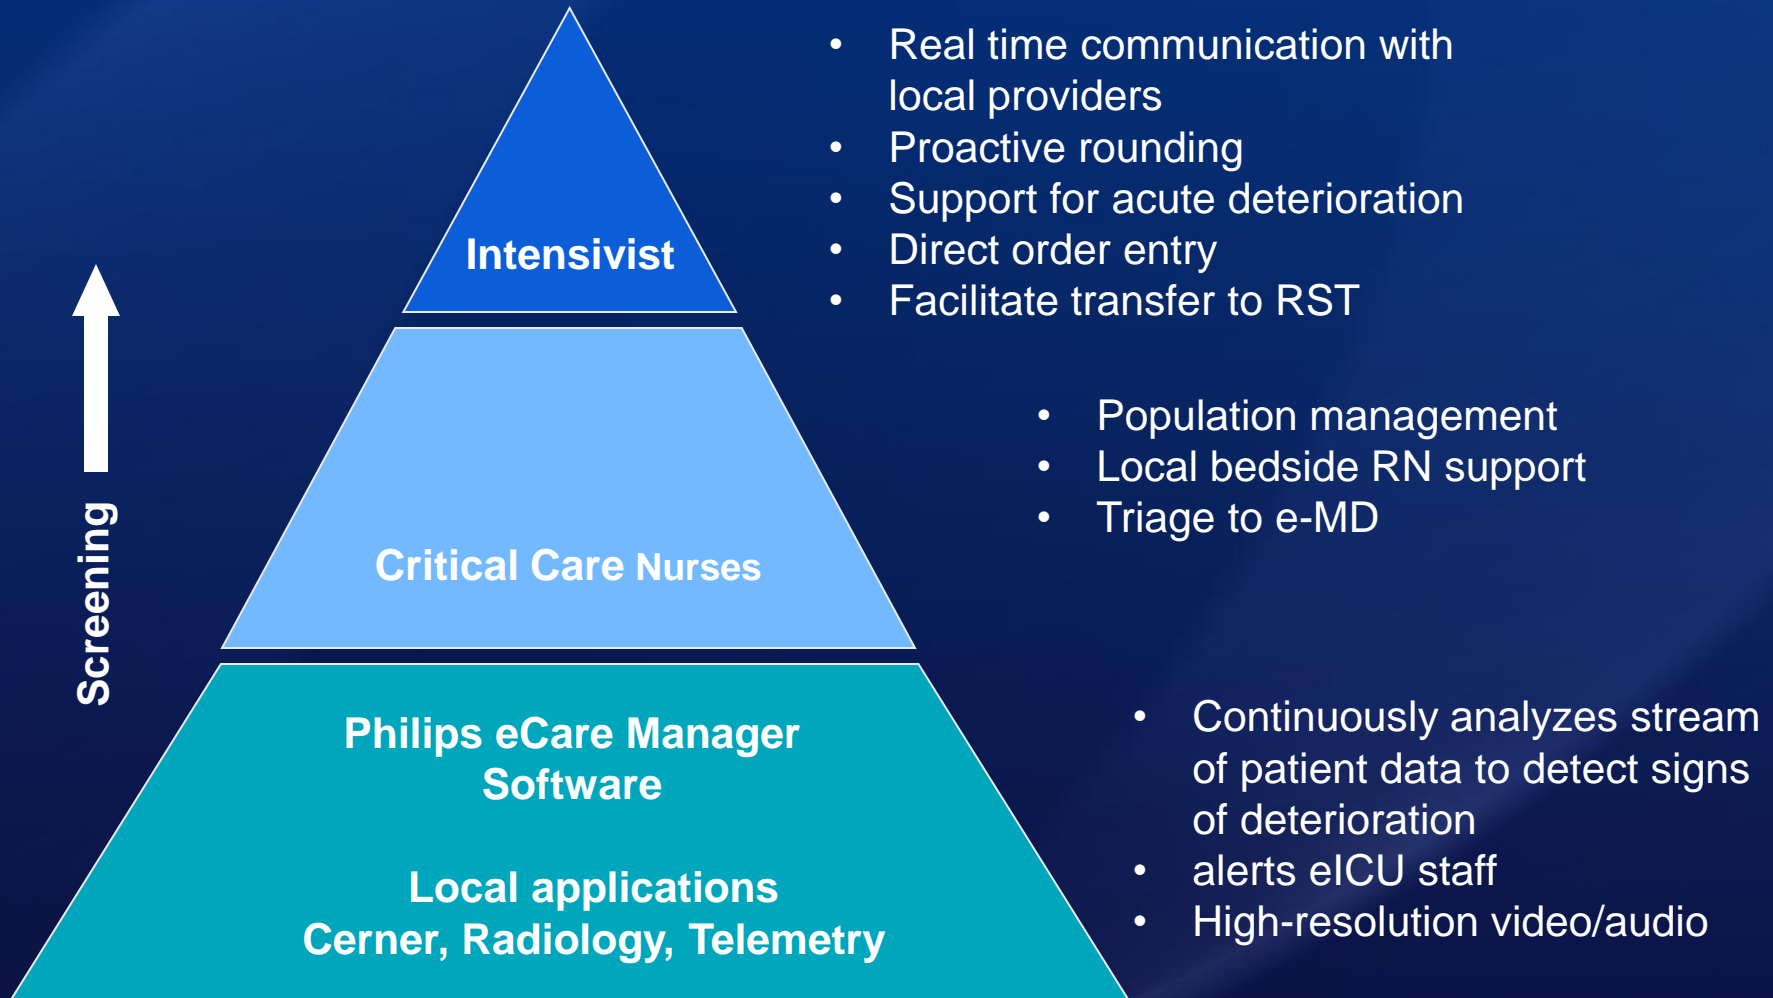 • Real time communication with
local providers
• Proactive rounding
• Support for acute deterioration
• Direct order entry
• Facilitate transfer to RST
Intensivist
• Population management
• Local bedside RN support
• Triage to e-MD
Critical Care Nurses
Screening
Philips eCare Manager
Software
Local applications
Cerner, Radiology, Telemetry
• Continuously analyzes stream
of patient data to detect signs
of deterioration
• alerts eICU staff
• High-resolution video/audio